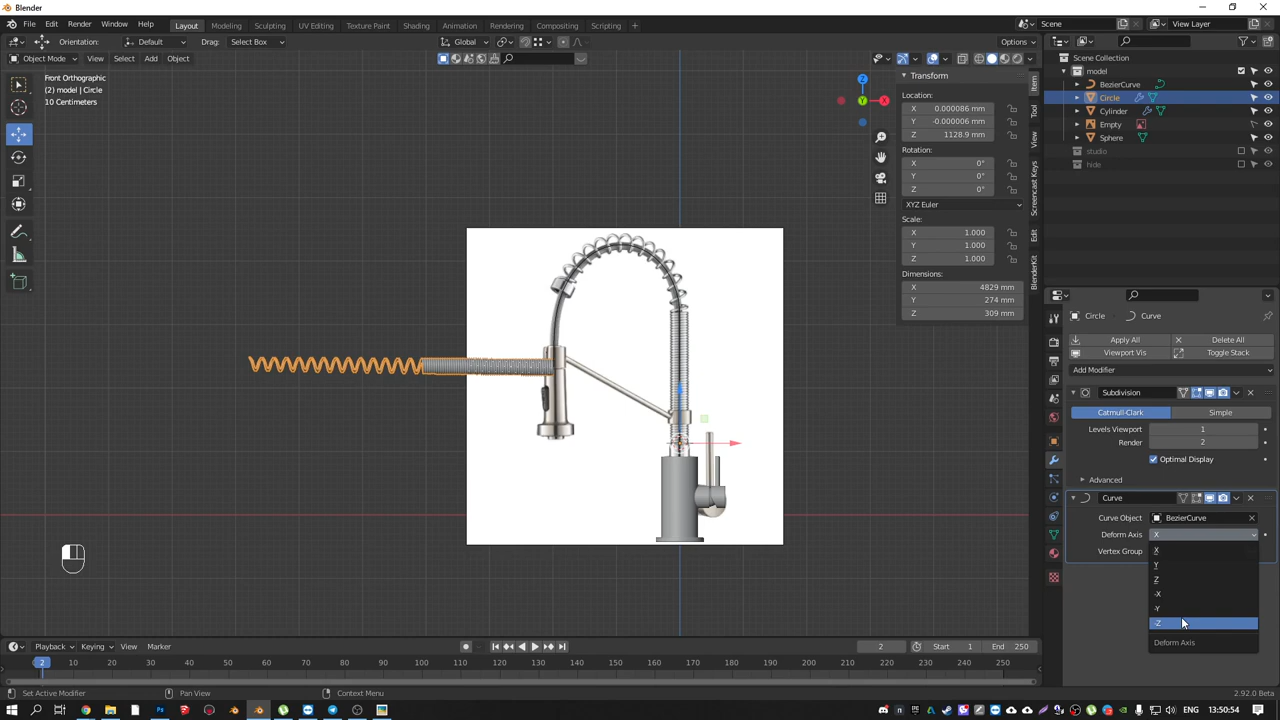 Blender
File Edit Render Window Help Layout Modeling Sculpting UV Editing Texture Paint Shading Animation Rendering Compositing Scripting + Scene View Layer
Orientation: Default Drag: Select Box Global Options
Object Mode View Select Add Object
Front Orthographic
(2) model | Circle
10 Centimeters
Z
X
Y
Transform
Location:
X 0.000086 mm
Y -0.000006 mm
Z 1128.9 mm
Rotation:
X 0°
Y 0°
Z 0°
XYZ Euler
Scale:
X 1.000
Y 1.000
Z 1.000
Dimensions:
X 4829 mm
Y 274 mm
Z 309 mm
Item
Tool
View
Screencast Keys
Edit
BlenderKit
Scene Collection
model
BezierCurve
Circle
Cylinder
Empty
Sphere
studio
hide
Circle Curve
Apply All Delete All
Viewport Vis Toggle Stack
Add Modifier
Subdivision
Catmull-Clark Simple
Levels Viewport 1
Render 2
Optimal Display
Advanced
Curve
Curve Object BezierCurve
Deform Axis X
Vertex Group
X
Y
Z
-X
-Y
-Z
Deform Axis
Playback Keying View Marker 2 Start 1 End 250
2 10 20 30 40 50 60 70 80 90 100 110 120 130 140 150 160 170 180 190 200 210 220 230 240 250
Set Active Modifier Pan View Context Menu 2.92.0 Beta
ENG 13:50:54